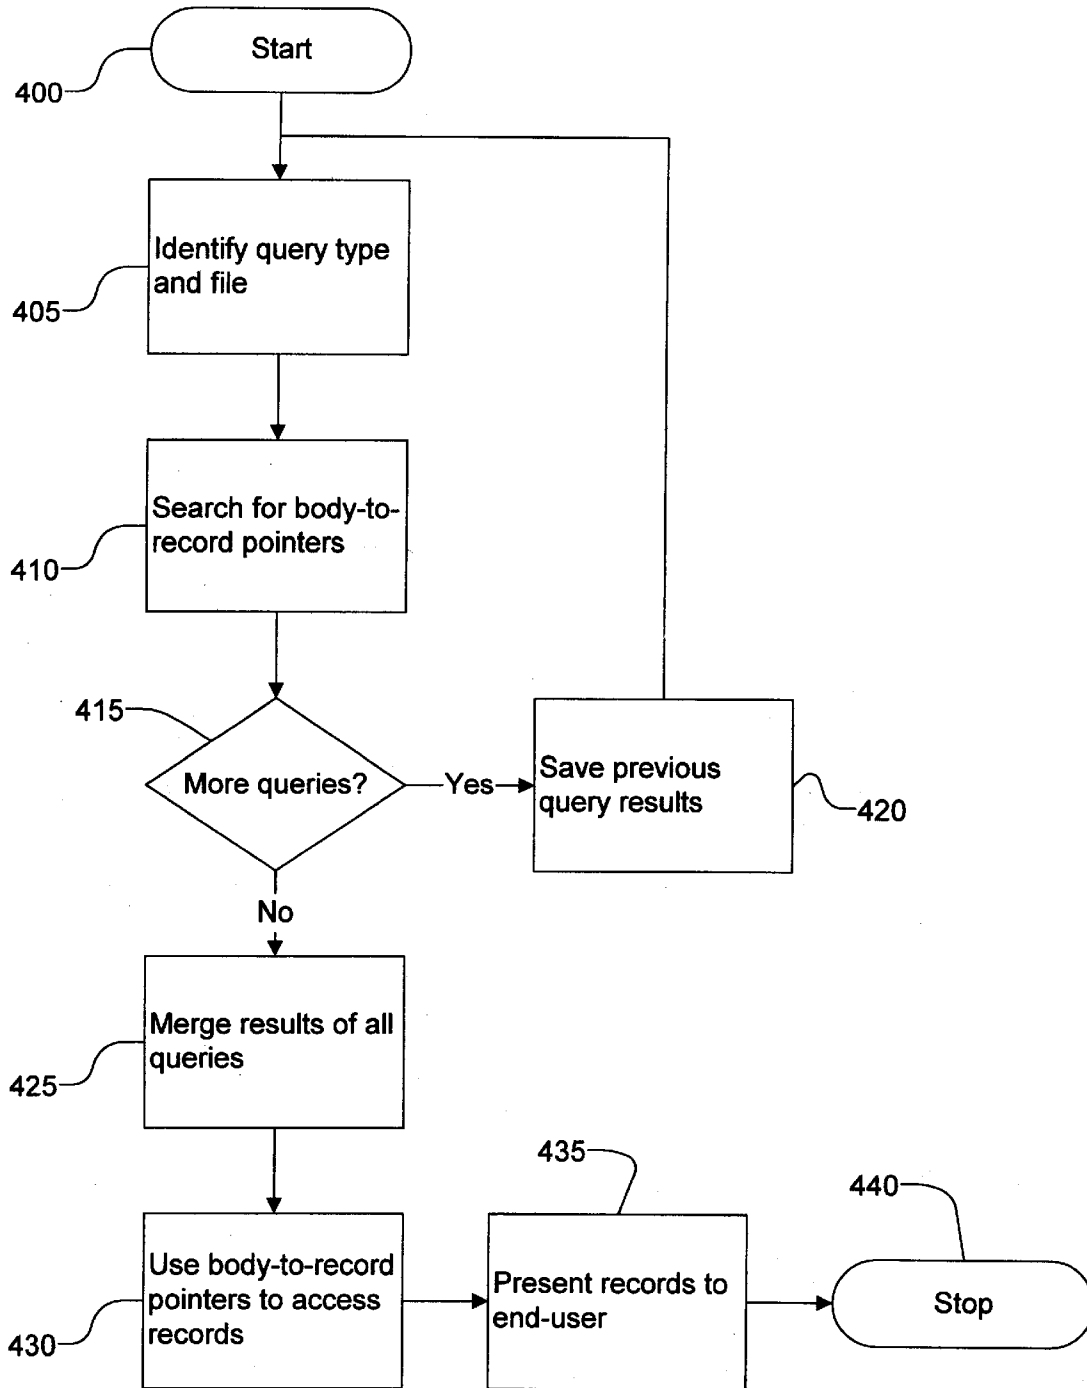 Start
400
Identify query type
and file
405
Search for body-to-
record pointers
410
415
More queries?
Yes
Save previous
query results
420
No
Merge results of all
queries
425
435
440
Use body-to-record
pointers to access
records
430
Present records to
end-user
Stop